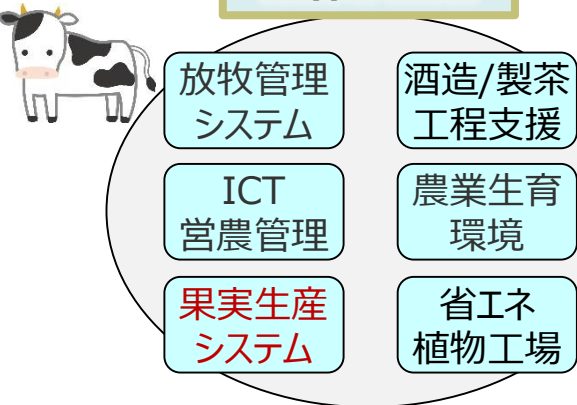 放牧管理
システム
酒造/製茶
工程支援
ICT
営農管理
農業生育
環境
果実生産
システム
省エネ
植物工場